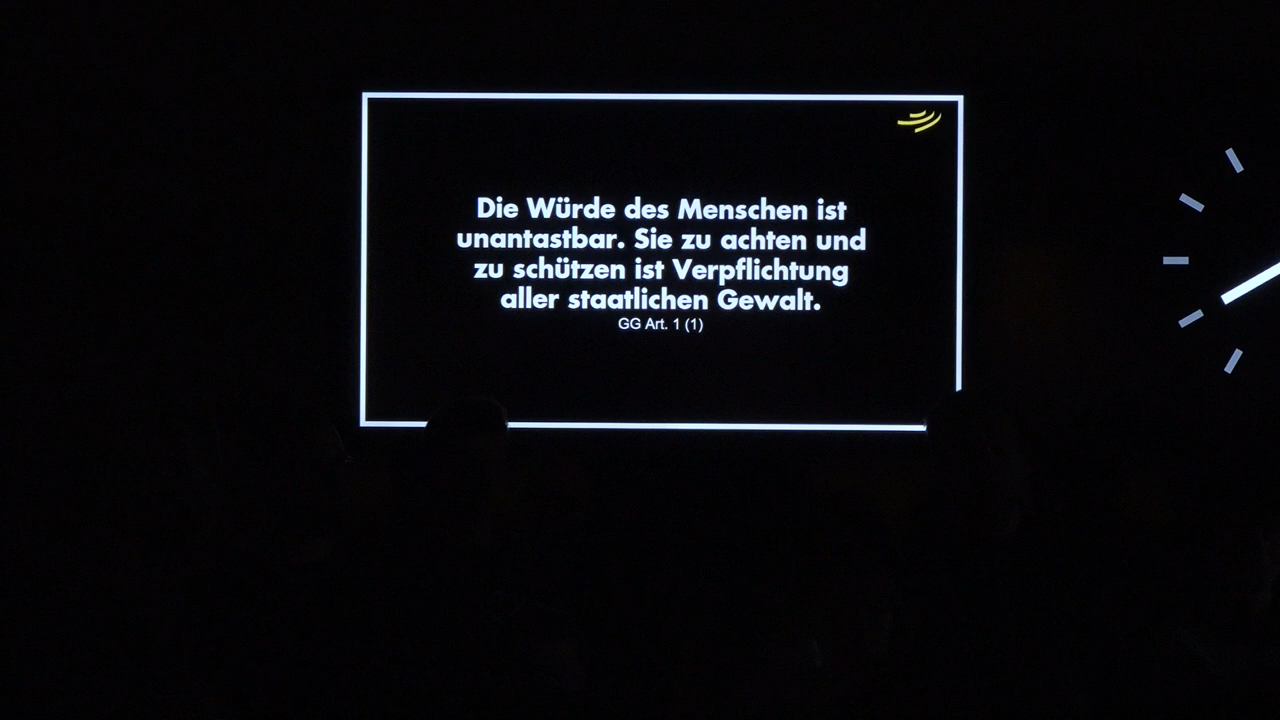 Die Würde des Menschen ist
unantastbar. Sie zu achten und
zu schützen ist Verpflichtung
aller staatlichen Gewalt.
GG Art. 1 (1)